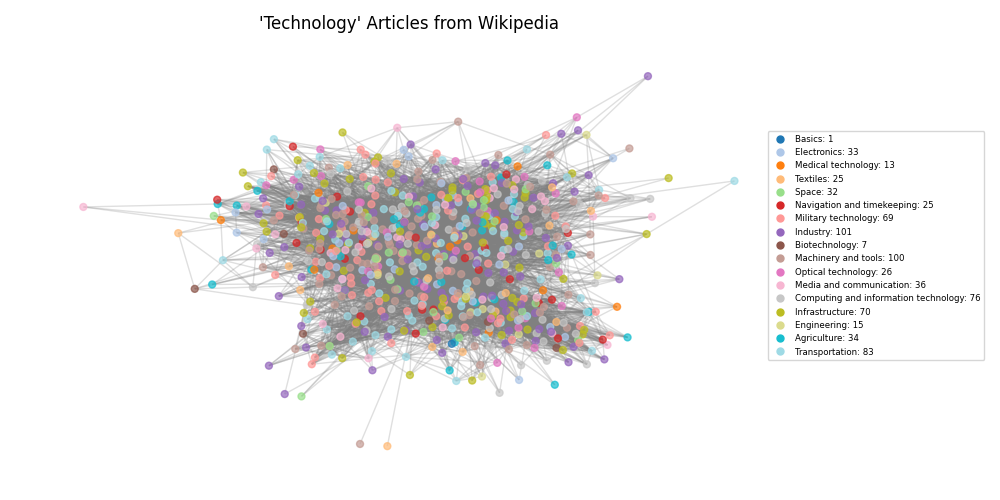 'Technology' Articles from Wikipedia
Basics: 1
Electronics: 33
Medical technology: 13
Textiles: 25
Space: 32
Navigation and timekeeping: 25
Military technology: 69
Industry: 101
Biotechnology: 7
Machinery and tools: 100
Optical technology: 26
Media and communication: 36
Computing and information technology: 76
Infrastructure: 70
Engineering: 15
Agriculture: 34
Transportation: 83